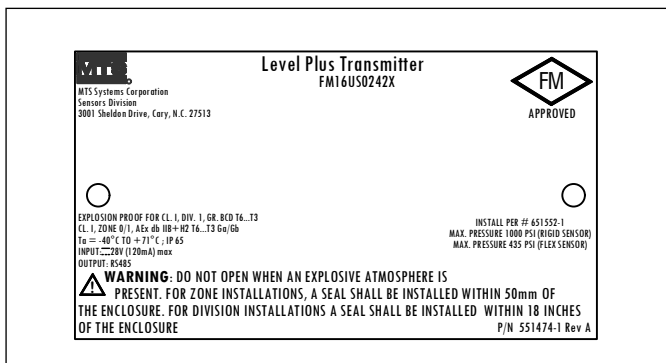 MTS
Level Plus Transmitter
FM16US0242X
FM
APPROVED
MTS Systems Corporation
Sensors Division
3001 Sheldon Drive, Cary, N.C. 27513
EXPLOSION PROOF FOR CL. I, DIV. 1, GR. BCD T6...T3
CL. I, ZONE 0/1, AEx db IIB+H2 T6...T3 Ga/Gb
Ta = -40°C TO +71°C ; IP 65
INPUT:⎓28V (120mA) max
OUTPUT: RS485
INSTALL PER # 651552-1
MAX. PRESSURE 1000 PSI (RIGID SENSOR)
MAX. PRESSURE 435 PSI (FLEX SENSOR)
WARNING: DO NOT OPEN WHEN AN EXPLOSIVE ATMOSPHERE IS
PRESENT. FOR ZONE INSTALLATIONS, A SEAL SHALL BE INSTALLED WITHIN 50mm OF
THE ENCLOSURE. FOR DIVISION INSTALLATIONS A SEAL SHALL BE INSTALLED WITHIN 18 INCHES
OF THE ENCLOSURE
P/N 551474-1 Rev A